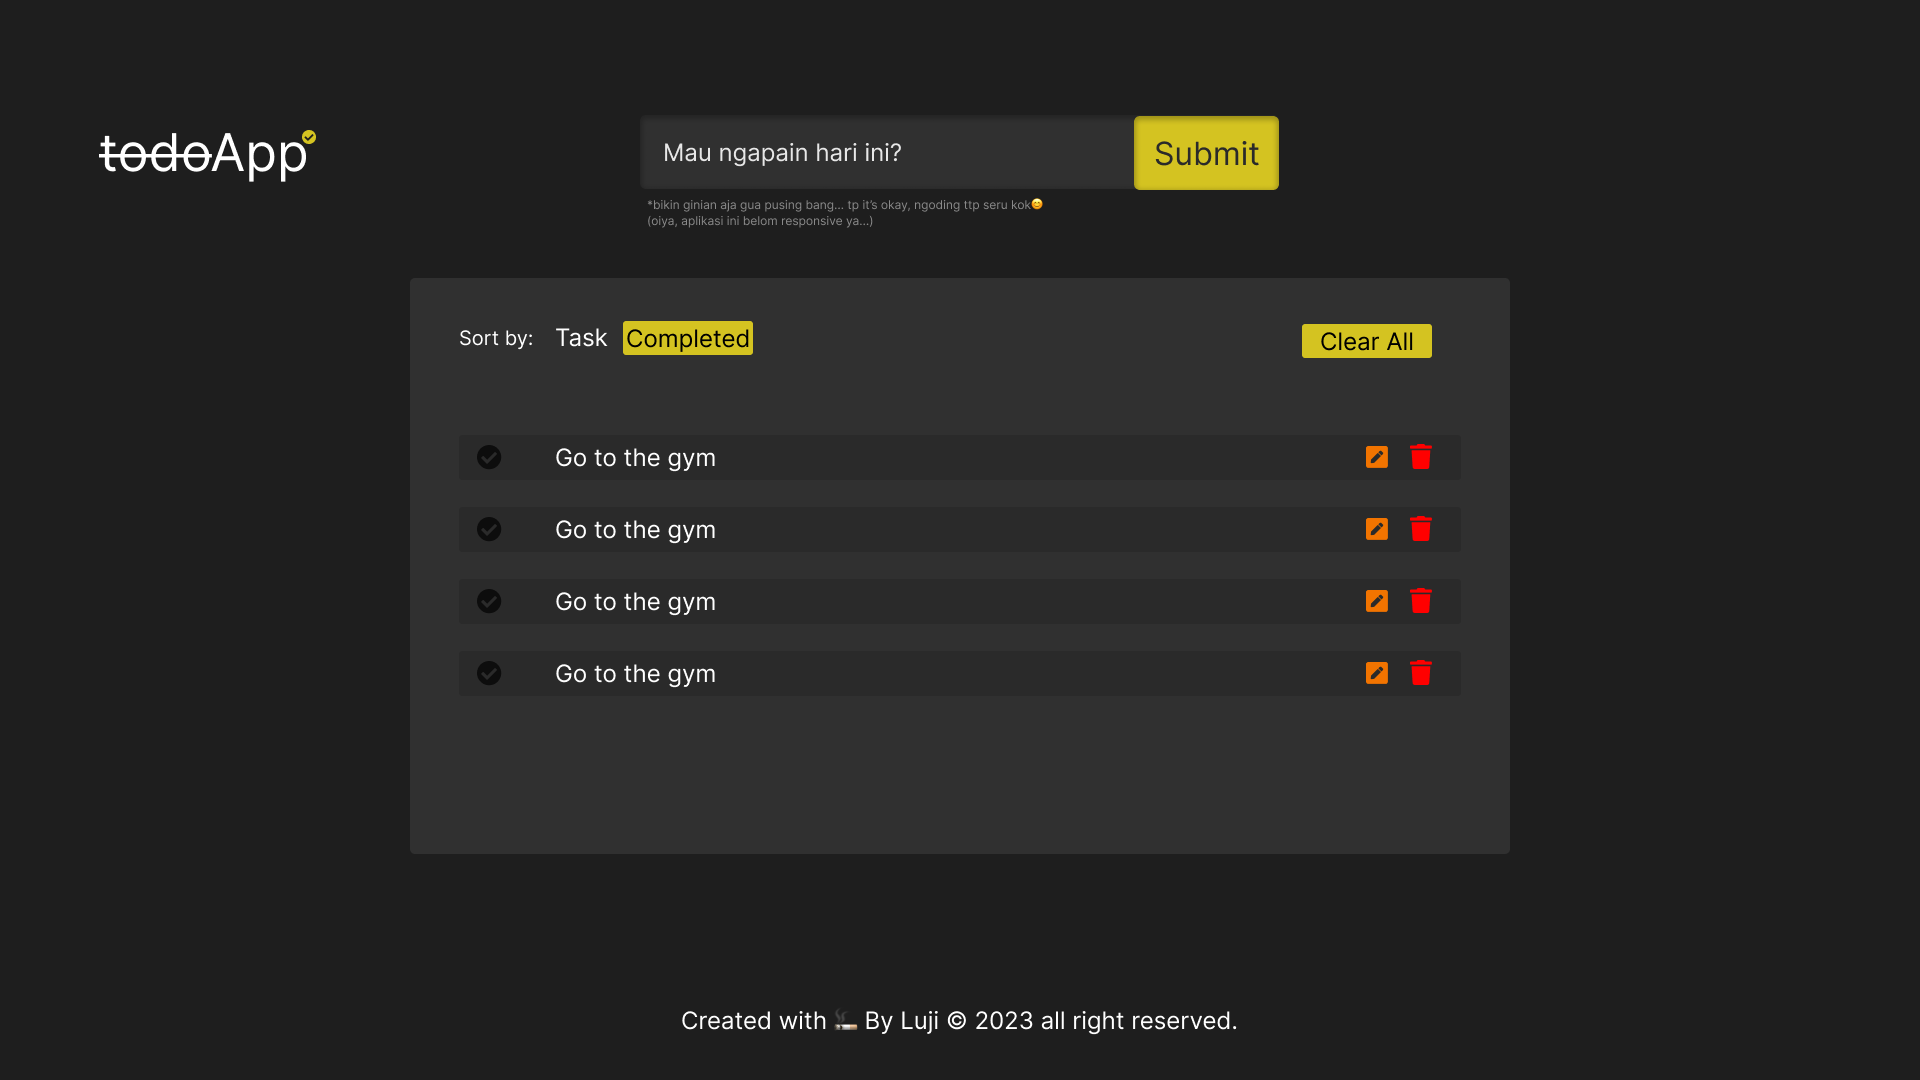 todoApp
Mau ngapain hari ini?
Submit
*bikin ginian aja gua pusing bang... tp it's okay, ngoding ttp seru kok😊
(oiya, aplikasi ini belom responsive ya...)
Sort by: Task Completed
Clear All
Go to the gym
Go to the gym
Go to the gym
Go to the gym
Created with 🚬 By Luji © 2023 all right reserved.